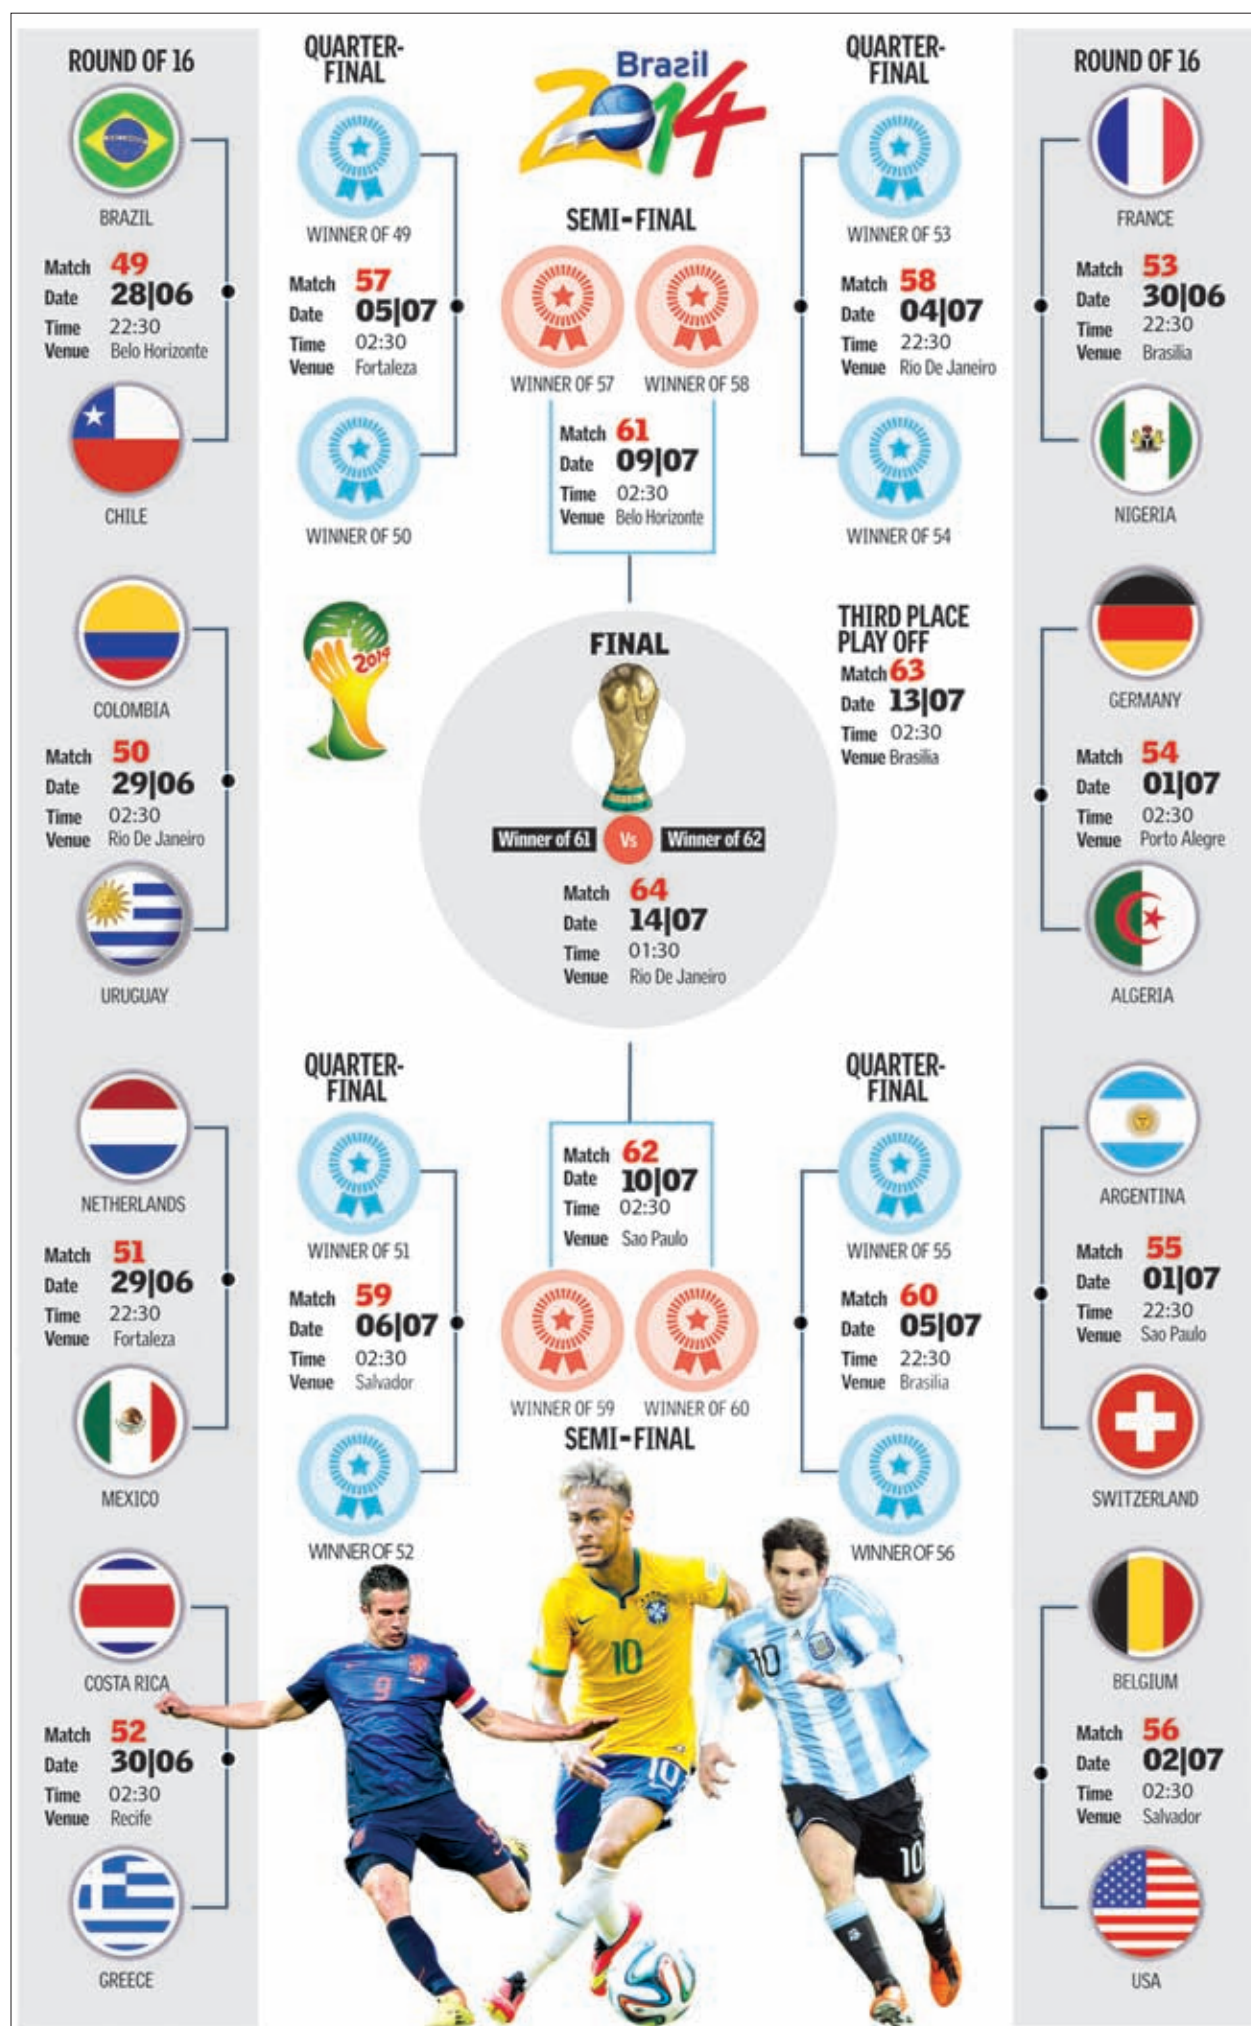 ROUND OF 16
BRAZIL
Match 49
Date 28|06
Time 22:30
Venue Belo Horizonte
CHILE
COLOMBIA
Match 50
Date 29|06
Time 02:30
Venue Rio De Janeiro
URUGUAY
NETHERLANDS
Match 51
Date 29|06
Time 22:30
Venue Fortaleza
MEXICO
COSTA RICA
Match 52
Date 30|06
Time 02:30
Venue Recife
GREECE
QUARTER-
FINAL
WINNER OF 49
Match 57
Date 05|07
Time 02:30
Venue Fortaleza
WINNER OF 50
2014
QUARTER-
FINAL
WINNER OF 51
Match 59
Date 06|07
Time 02:30
Venue Salvador
WINNER OF 52
Brasil
2014
SEMI-FINAL
WINNER OF 57 WINNER OF 58
Match 61
Date 09|07
Time 02:30
Venue Belo Horizonte
FINAL
Winner of 61 Vs Winner of 62
Match 64
Date 14|07
Time 01:30
Venue Rio De Janeiro
Match 62
Date 10|07
Time 02:30
Venue Sao Paulo
WINNER OF 59 WINNER OF 60
SEMI-FINAL
9
9
10
10
10
10
QUARTER-
FINAL
WINNER OF 53
Match 58
Date 04|07
Time 22:30
Venue Rio De Janeiro
WINNER OF 54
THIRD PLACE
PLAY OFF
Match 63
Date 13|07
Time 02:30
Venue Brasilia
QUARTER-
FINAL
WINNER OF 55
Match 60
Date 05|07
Time 22:30
Venue Brasilia
WINNER OF 56
ROUND OF 16
FRANCE
Match 53
Date 30|06
Time 22:30
Venue Brasilia
NIGERIA
GERMANY
Match 54
Date 01|07
Time 02:30
Venue Porto Alegre
ALGERIA
ARGENTINA
Match 55
Date 01|07
Time 22:30
Venue Sao Paulo
SWITZERLAND
BELGIUM
Match 56
Date 02|07
Time 02:30
Venue Salvador
USA